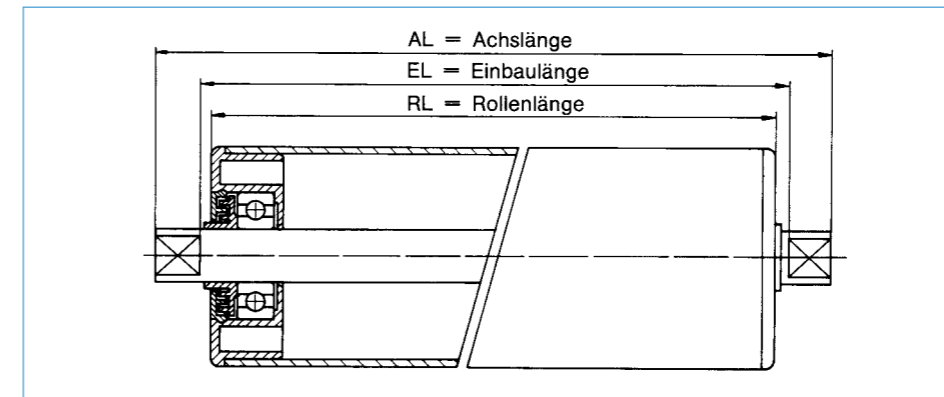 AL = Achslänge
EL = Einbaulänge
RL = Rollenlänge